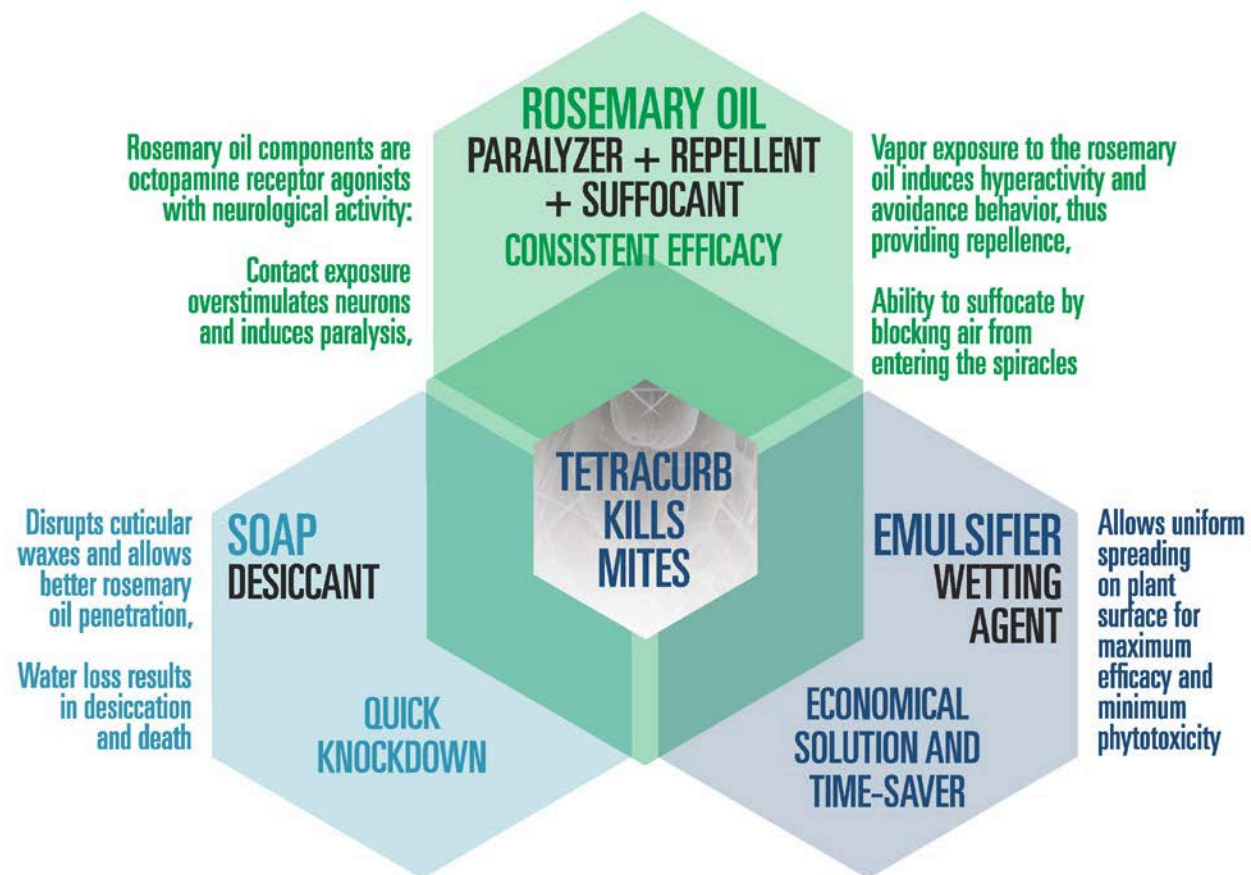 ROSEMARY OIL
PARALYZER + REPELLENT
+ SUFFOCANT
CONSISTENT EFFICACY
Rosemary oil components are
octopamine receptor agonists
with neurological activity:
Contact exposure
overstimulates neurons
and induces paralysis,
Vapor exposure to the rosemary
oil induces hyperactivity and
avoidance behavior, thus
providing repellence,
Ability to suffocate by
blocking air from
entering the spiracles
TETRACURB
KILLS
MITES
Disrupts cuticular
waxes and allows
better rosemary
oil penetration,
Water loss results
in desiccation
and death
SOAP
DESICCANT
QUICK
KNOCKDOWN
EMULSIFIER
WETTING
AGENT
ECONOMICAL
SOLUTION AND
TIME-SAVER
Allows uniform
spreading
on plant
surface for
maximum
efficacy and
minimum
phytotoxicity